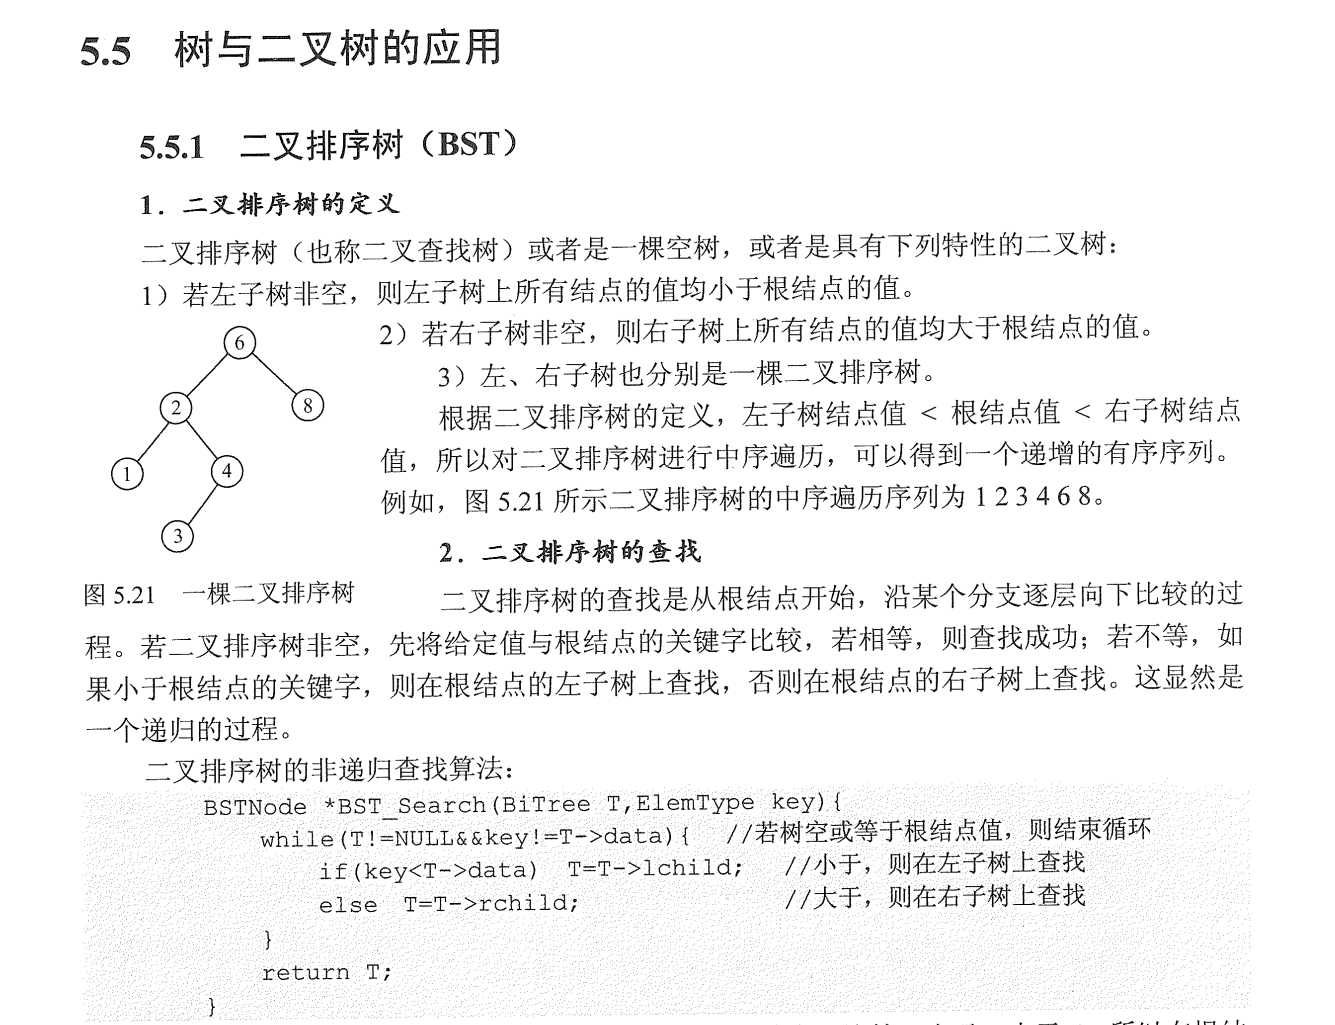 5.5 树与二叉树的应用
5.5.1 二叉排序树（BST）
1．二叉排序树的定义
二叉排序树（也称二叉查找树）或者是一棵空树，或者是具有下列特性的二叉树：
1）若左子树非空，则左子树上所有结点的值均小于根结点的值。
2）若右子树非空，则右子树上所有结点的值均大于根结点的值。
3）左、右子树也分别是一棵二叉排序树。
根据二叉排序树的定义，左子树结点值 < 根结点值 < 右子树结点
值，所以对二叉排序树进行中序遍历，可以得到一个递增的有序序列。
例如，图 5.21 所示二叉排序树的中序遍历序列为 1 2 3 4 6 8。
6
2
8
1
4
3
图 5.21 一棵二叉排序树
2．二叉排序树的查找
二叉排序树的查找是从根结点开始，沿某个分支逐层向下比较的过
程。若二叉排序树非空，先将给定值与根结点的关键字比较，若相等，则查找成功；若不等，如
果小于根结点的关键字，则在根结点的左子树上查找，否则在根结点的右子树上查找。这显然是
一个递归的过程。
二叉排序树的非递归查找算法：
BSTNode *BST_Search(BiTree T,ElemType key){
while(T!=NULL&&key!=T->data){ //若树空或等于根结点值，则结束循环
if(key<T->data) T=T->lchild; //小于，则在左子树上查找
else T=T->rchild; //大于，则在右子树上查找
}
return T;
}